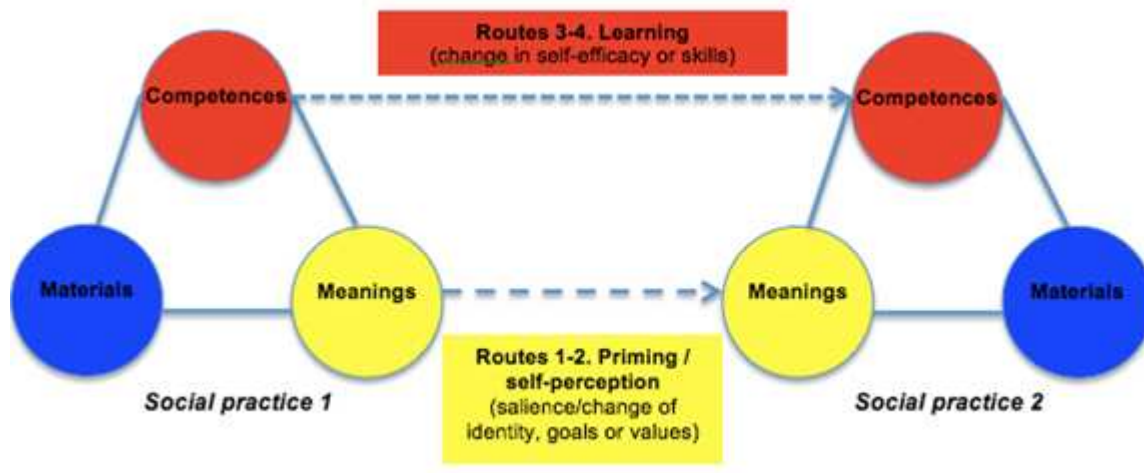 Routes 3-4. Learning
(change in self-efficacy or skills)
Competences
Competences
Materials
Meanings
Meanings
Materials
Routes 1-2. Priming /
self-perception
(salience/change of
identity, goals or values)
Social practice 1
Social practice 2